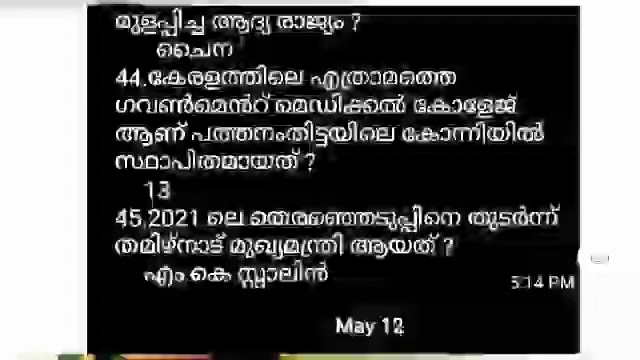 മുളപ്പിച്ച ആദ്യ രാജ്യം ?
ചൈന
44.കേരളത്തിലെ എത്രാമത്തെ
ഗവൺമെൻറ് മെഡിക്കൽ കോളേജ്
ആണ് പത്തനംതിട്ടയിലെ കോന്നിയിൽ
സ്ഥാപിതമായത് ?
13
45,2021 ലെ തെരഞ്ഞെടുപ്പിനെ തുടർന്ന്
തമിഴ്നാട് മുഖ്യമന്ത്രി ആയത് ?
എം കെ സ്റ്റാലിൻ
5:14 PM
May 12